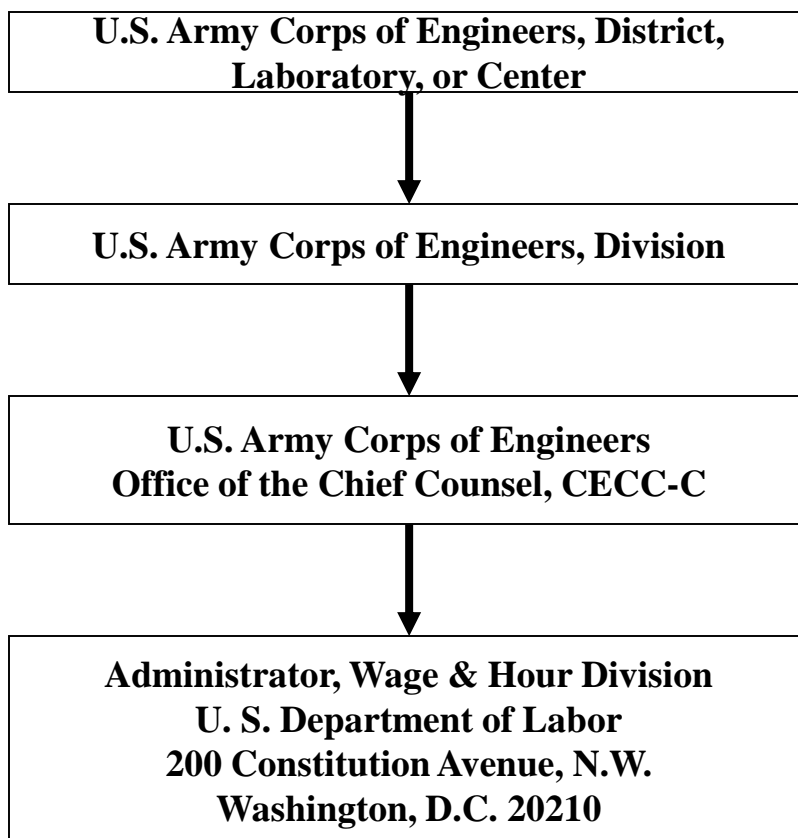 U.S. Army Corps of Engineers, District,
Laboratory, or Center
U.S. Army Corps of Engineers, Division
U.S. Army Corps of Engineers
Office of the Chief Counsel, CECC-C
Administrator, Wage & Hour Division
U. S. Department of Labor
200 Constitution Avenue, N.W.
Washington, D.C. 20210